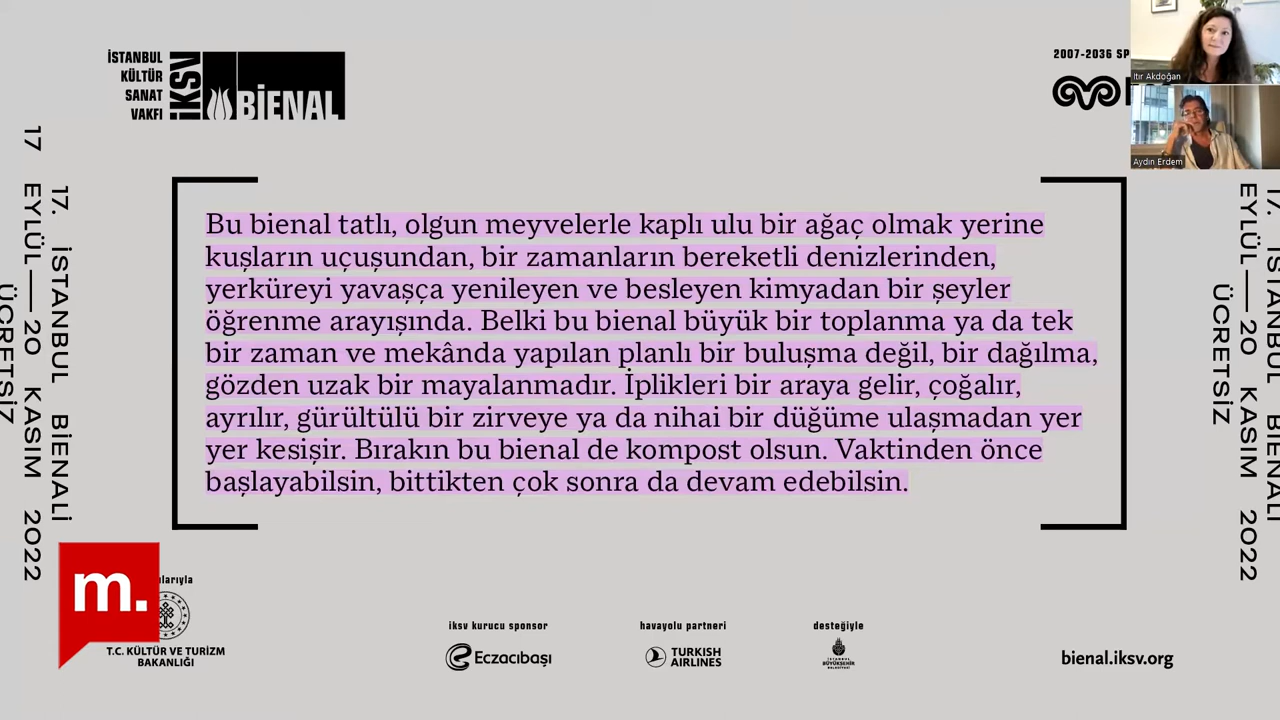 İSTANBUL
KÜLTÜR
SANAT
VAKFI
iKSV
BİENAL
2007-2036
Itır Akdoğan
Aydın Erdem
17. İSTANBUL BİENALİ
17 EYLÜL—20 KASIM 2022
ÜCRETSİZ
Bu bienal tatlı, olgun meyvelerle kaplı ulu bir ağaç olmak yerine
kuşların uçuşundan, bir zamanların bereketli denizlerinden,
yerküreyi yavaşça yenileyen ve besleyen kimyadan bir şeyler
öğrenme arayışında. Belki bu bienal büyük bir toplanma ya da tek
bir zaman ve mekânda yapılan planlı bir buluşma değil, bir dağılma,
gözden uzak bir mayalanmadır. İplikleri bir araya gelir, çoğalır,
ayrılır, gürültülü bir zirveye ya da nihai bir düğüme ulaşmadan yer
yer kesişir. Bırakın bu bienal de kompost olsun. Vaktinden önce
başlayabilsin, bittikten çok sonra da devam edebilsin.
17. İSTANBUL BİENALİ
EYLÜL—20 KASIM 2022
ÜCRETSİZ
m.
T.C. KÜLTÜR VE TURİZM
BAKANLIĞI
iksv kurucu sponsor
Eczacıbaşı
havayolu partneri
TURKISH
AIRLINES
desteğiyle
İSTANBUL
BÜYÜKŞEHİR
BELEDİYESİ
bienal.iksv.org